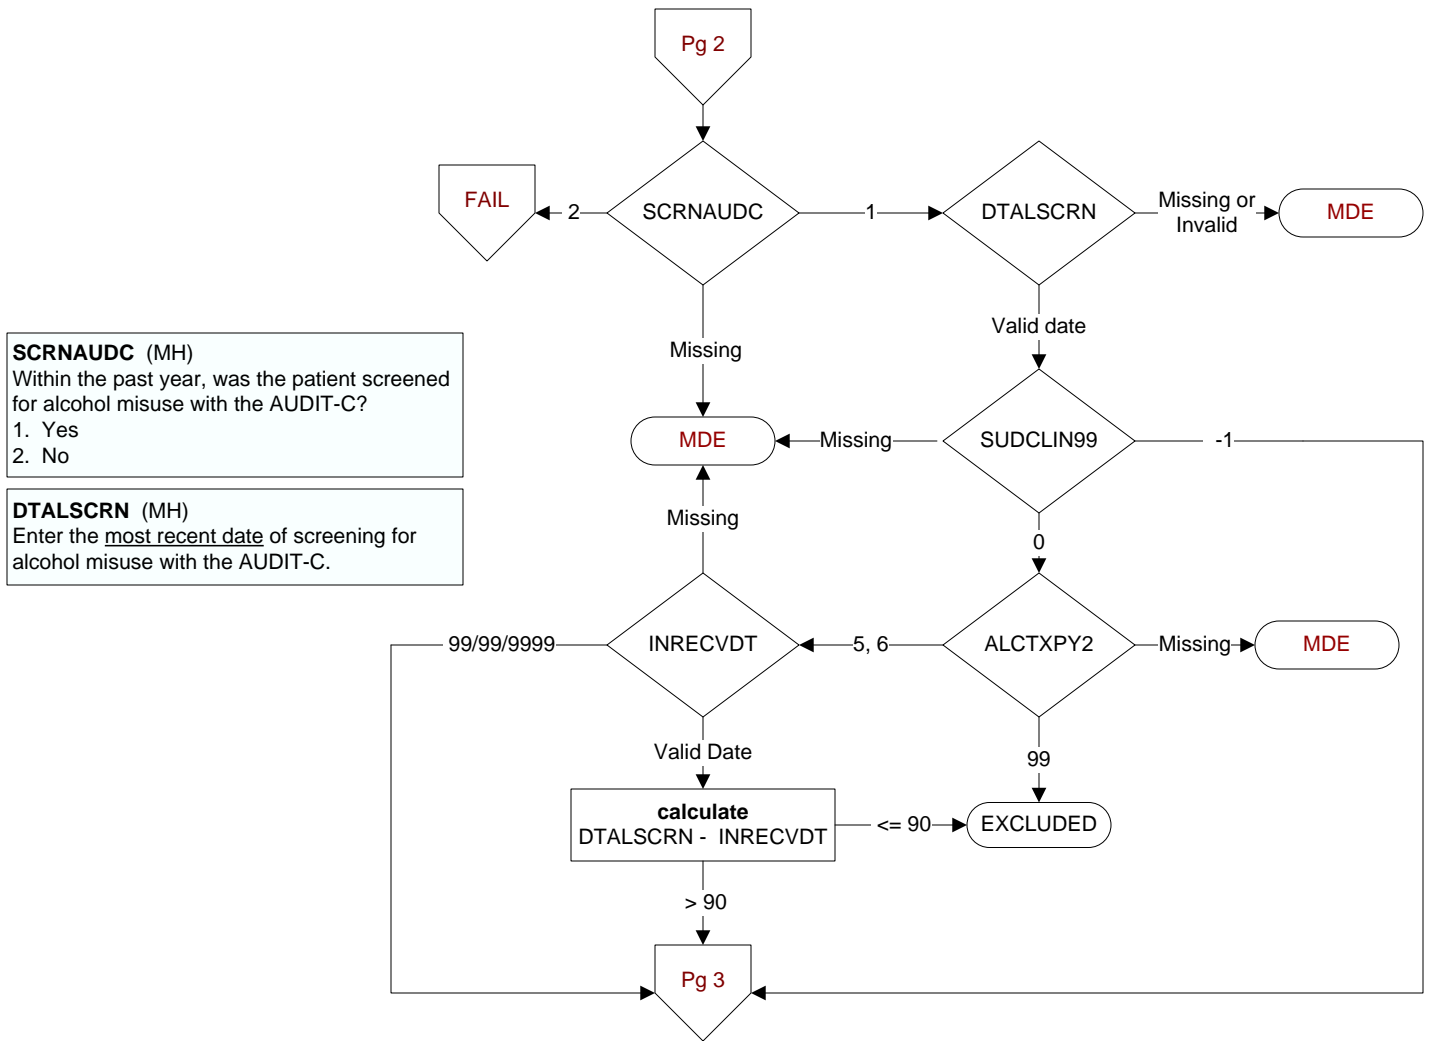 Pg 2
FAIL
2
SCRNAUDC
1
DTALSCRN
Missing or
Invalid
MDE
Valid date
Missing
SCRNAUDC (MH)
Within the past year, was the patient screened
for alcohol misuse with the AUDIT-C?
1. Yes
2. No
MDE
Missing
SUDCLIN99
-1
DTALSCRN (MH)
Enter the most recent date of screening for
alcohol misuse with the AUDIT-C.
Missing
0
99/99/9999
INRECVDT
5, 6
ALCTXPY2
Missing
MDE
Valid Date
99
calculate
DTALSCRN - INRECVDT
<= 90
EXCLUDED
> 90
Pg 3